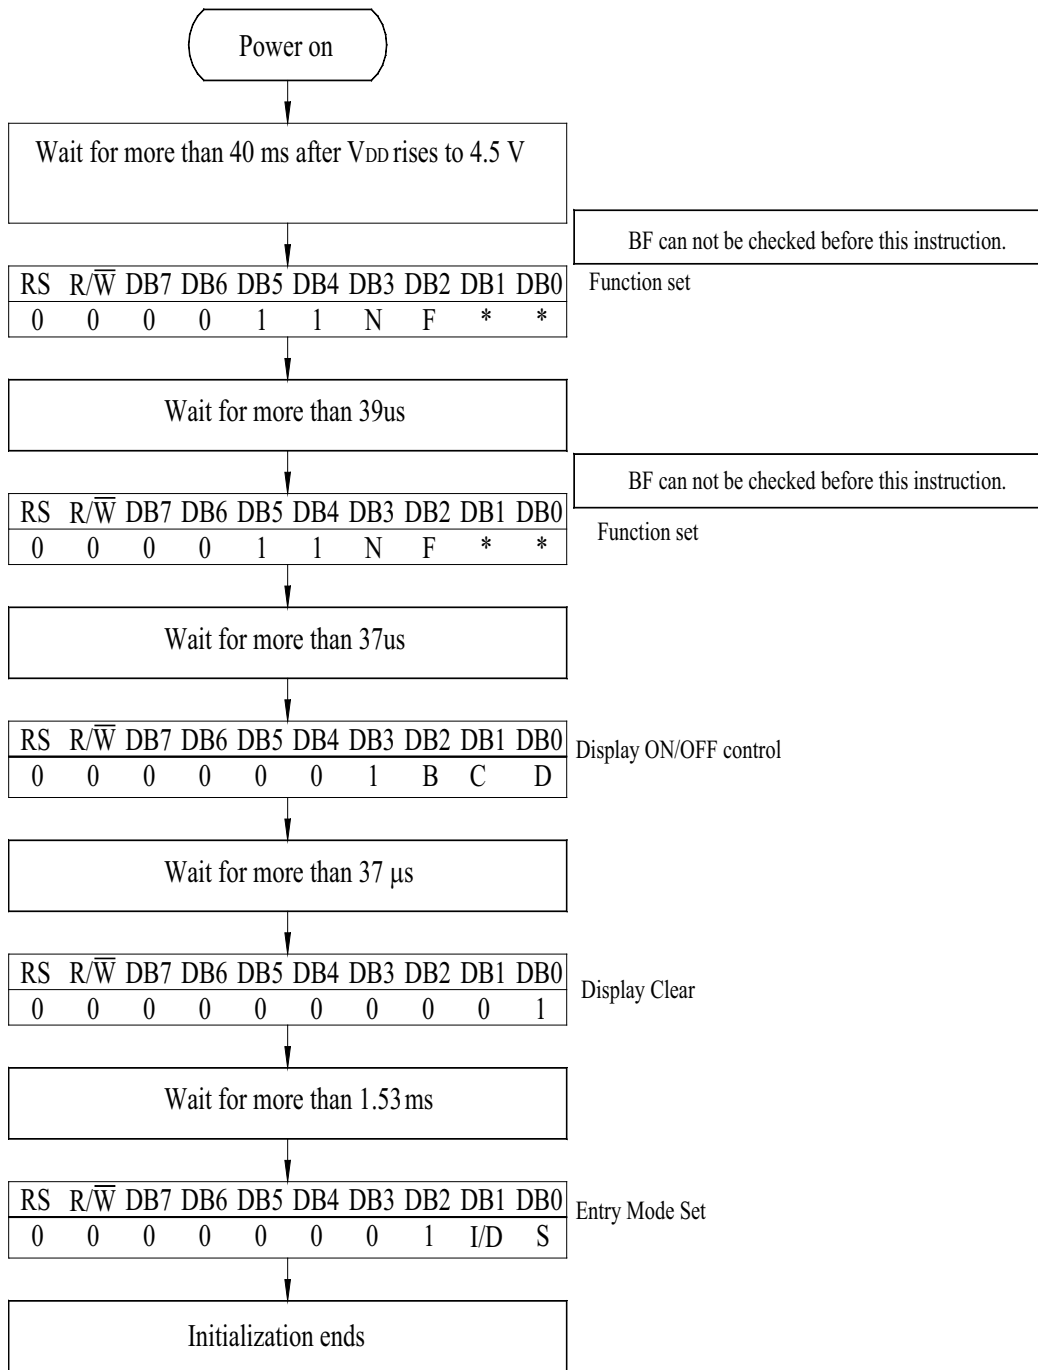 Power on
Wait for more than 40 ms after VDD rises to 4.5 V
BF can not be checked before this instruction.
RS R/W̅ DB7 DB6 DB5 DB4 DB3 DB2 DB1 DB0
Function set
0 0 0 0 1 1 N F * *
Wait for more than 39us
BF can not be checked before this instruction.
RS R/W̅ DB7 DB6 DB5 DB4 DB3 DB2 DB1 DB0
Function set
0 0 0 0 1 1 N F * *
Wait for more than 37us
RS R/W̅ DB7 DB6 DB5 DB4 DB3 DB2 DB1 DB0
Display ON/OFF control
0 0 0 0 0 0 1 B C D
Wait for more than 37 μs
RS R/W̅ DB7 DB6 DB5 DB4 DB3 DB2 DB1 DB0
Display Clear
0 0 0 0 0 0 0 0 0 1
Wait for more than 1.53 ms
RS R/W̅ DB7 DB6 DB5 DB4 DB3 DB2 DB1 DB0
Entry Mode Set
0 0 0 0 0 0 0 1 I/D S
Initialization ends